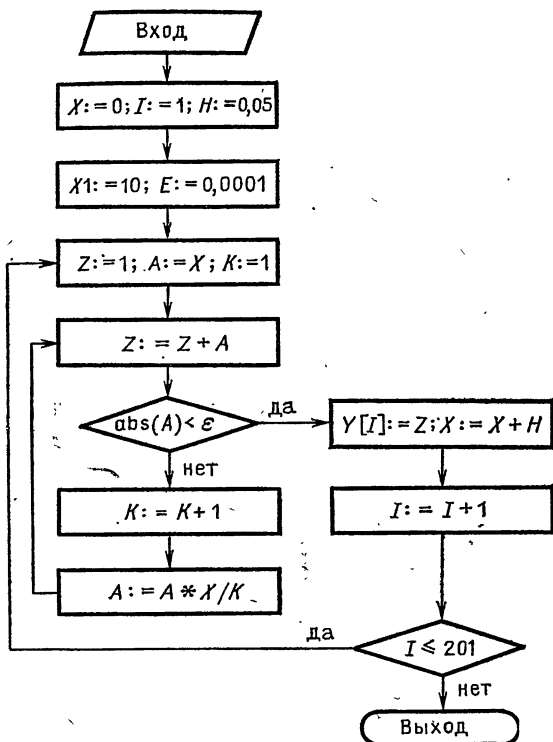 Вход
X:=0; I:=1; H:=0,05
X1:=10; E:=0,0001
Z:=1; A:=X; K:=1
Z:=Z+A
abs(A)<ε
да
нет
Y[I]:=Z; X:=X+H
K:=K+1
I:=I+1
A:=A*X/K
да
I≤201
нет
Выход